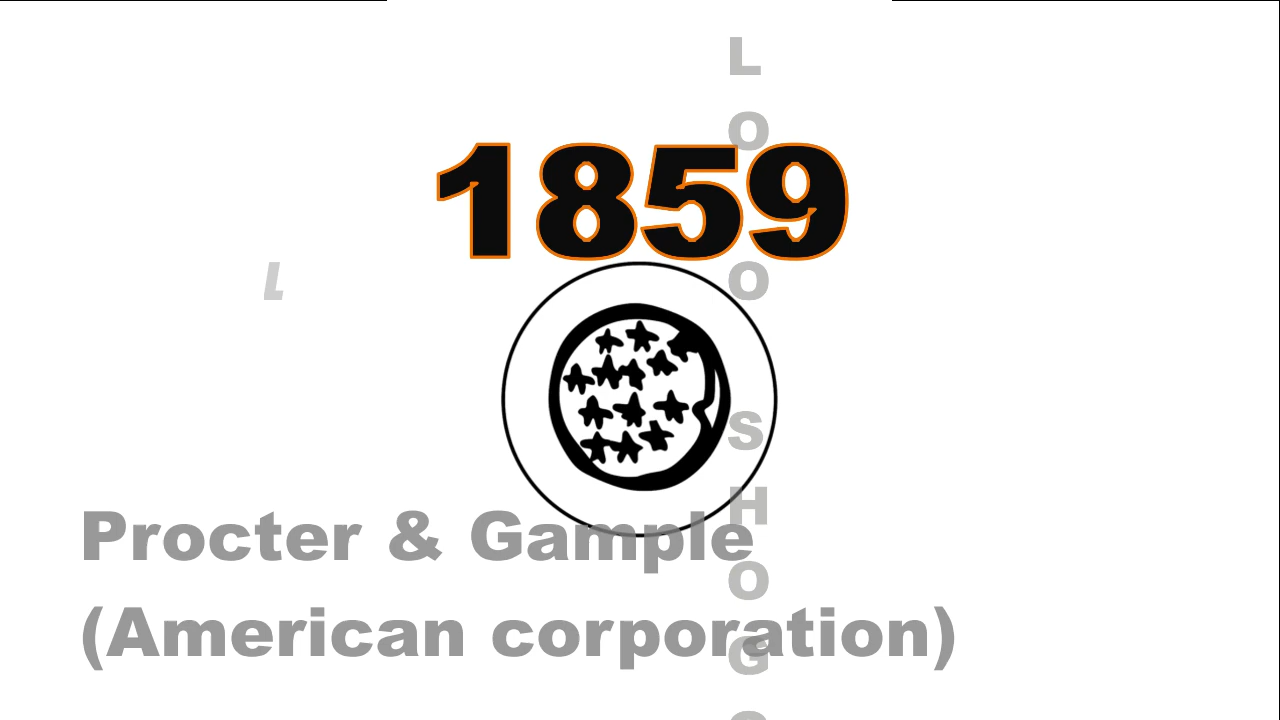 L O O S H O G
1859
L
Procter & Gample
(American corporation)